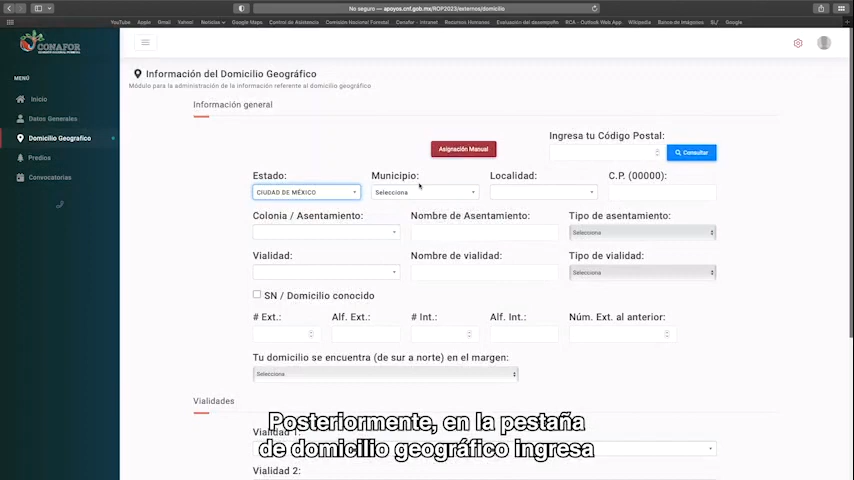 No seguro — apoyos.cnf.gob.mx/ROP2023/externos/domicilio
YouTube Apple Gmail Yahoo! Noticias Google Maps Control de Asistencia Comisión Nacional Forestal Conafor - Intranet Recursos Humanos Evaluación del desempeño RCA - Outlook Web App. Wikipedia Banco de Imágenes Google
CONAFOR
MENÚ
Inicio
Datos Generales
Domicilio Geografico
Predios
Convocatorias
Información del Domicilio Geográfico
Módulo para la administración de la información referente al domicilio geográfico
Información general
Ingresa tu Código Postal:
Asignación Manual
Consultar
Estado: Municipio: Localidad: C.P. (00000):
CIUDAD DE MÉXICO Selecciona
Colonia / Asentamiento: Nombre de Asentamiento: Tipo de asentamiento:
Selecciona
Vialidad: Nombre de vialidad: Tipo de vialidad:
Selecciona
SN / Domicilio conocido
# Ext.: Alf. Ext.: # Int.: Alf. Int.: Núm. Ext. al anterior:
Tu domicilio se encuentra (de sur a norte) en el margen:
Selecciona
Vialidades
Vialidad 1:
Vialidad 2:
Posteriormente, en la pestaña
de domicilio geográfico ingresa